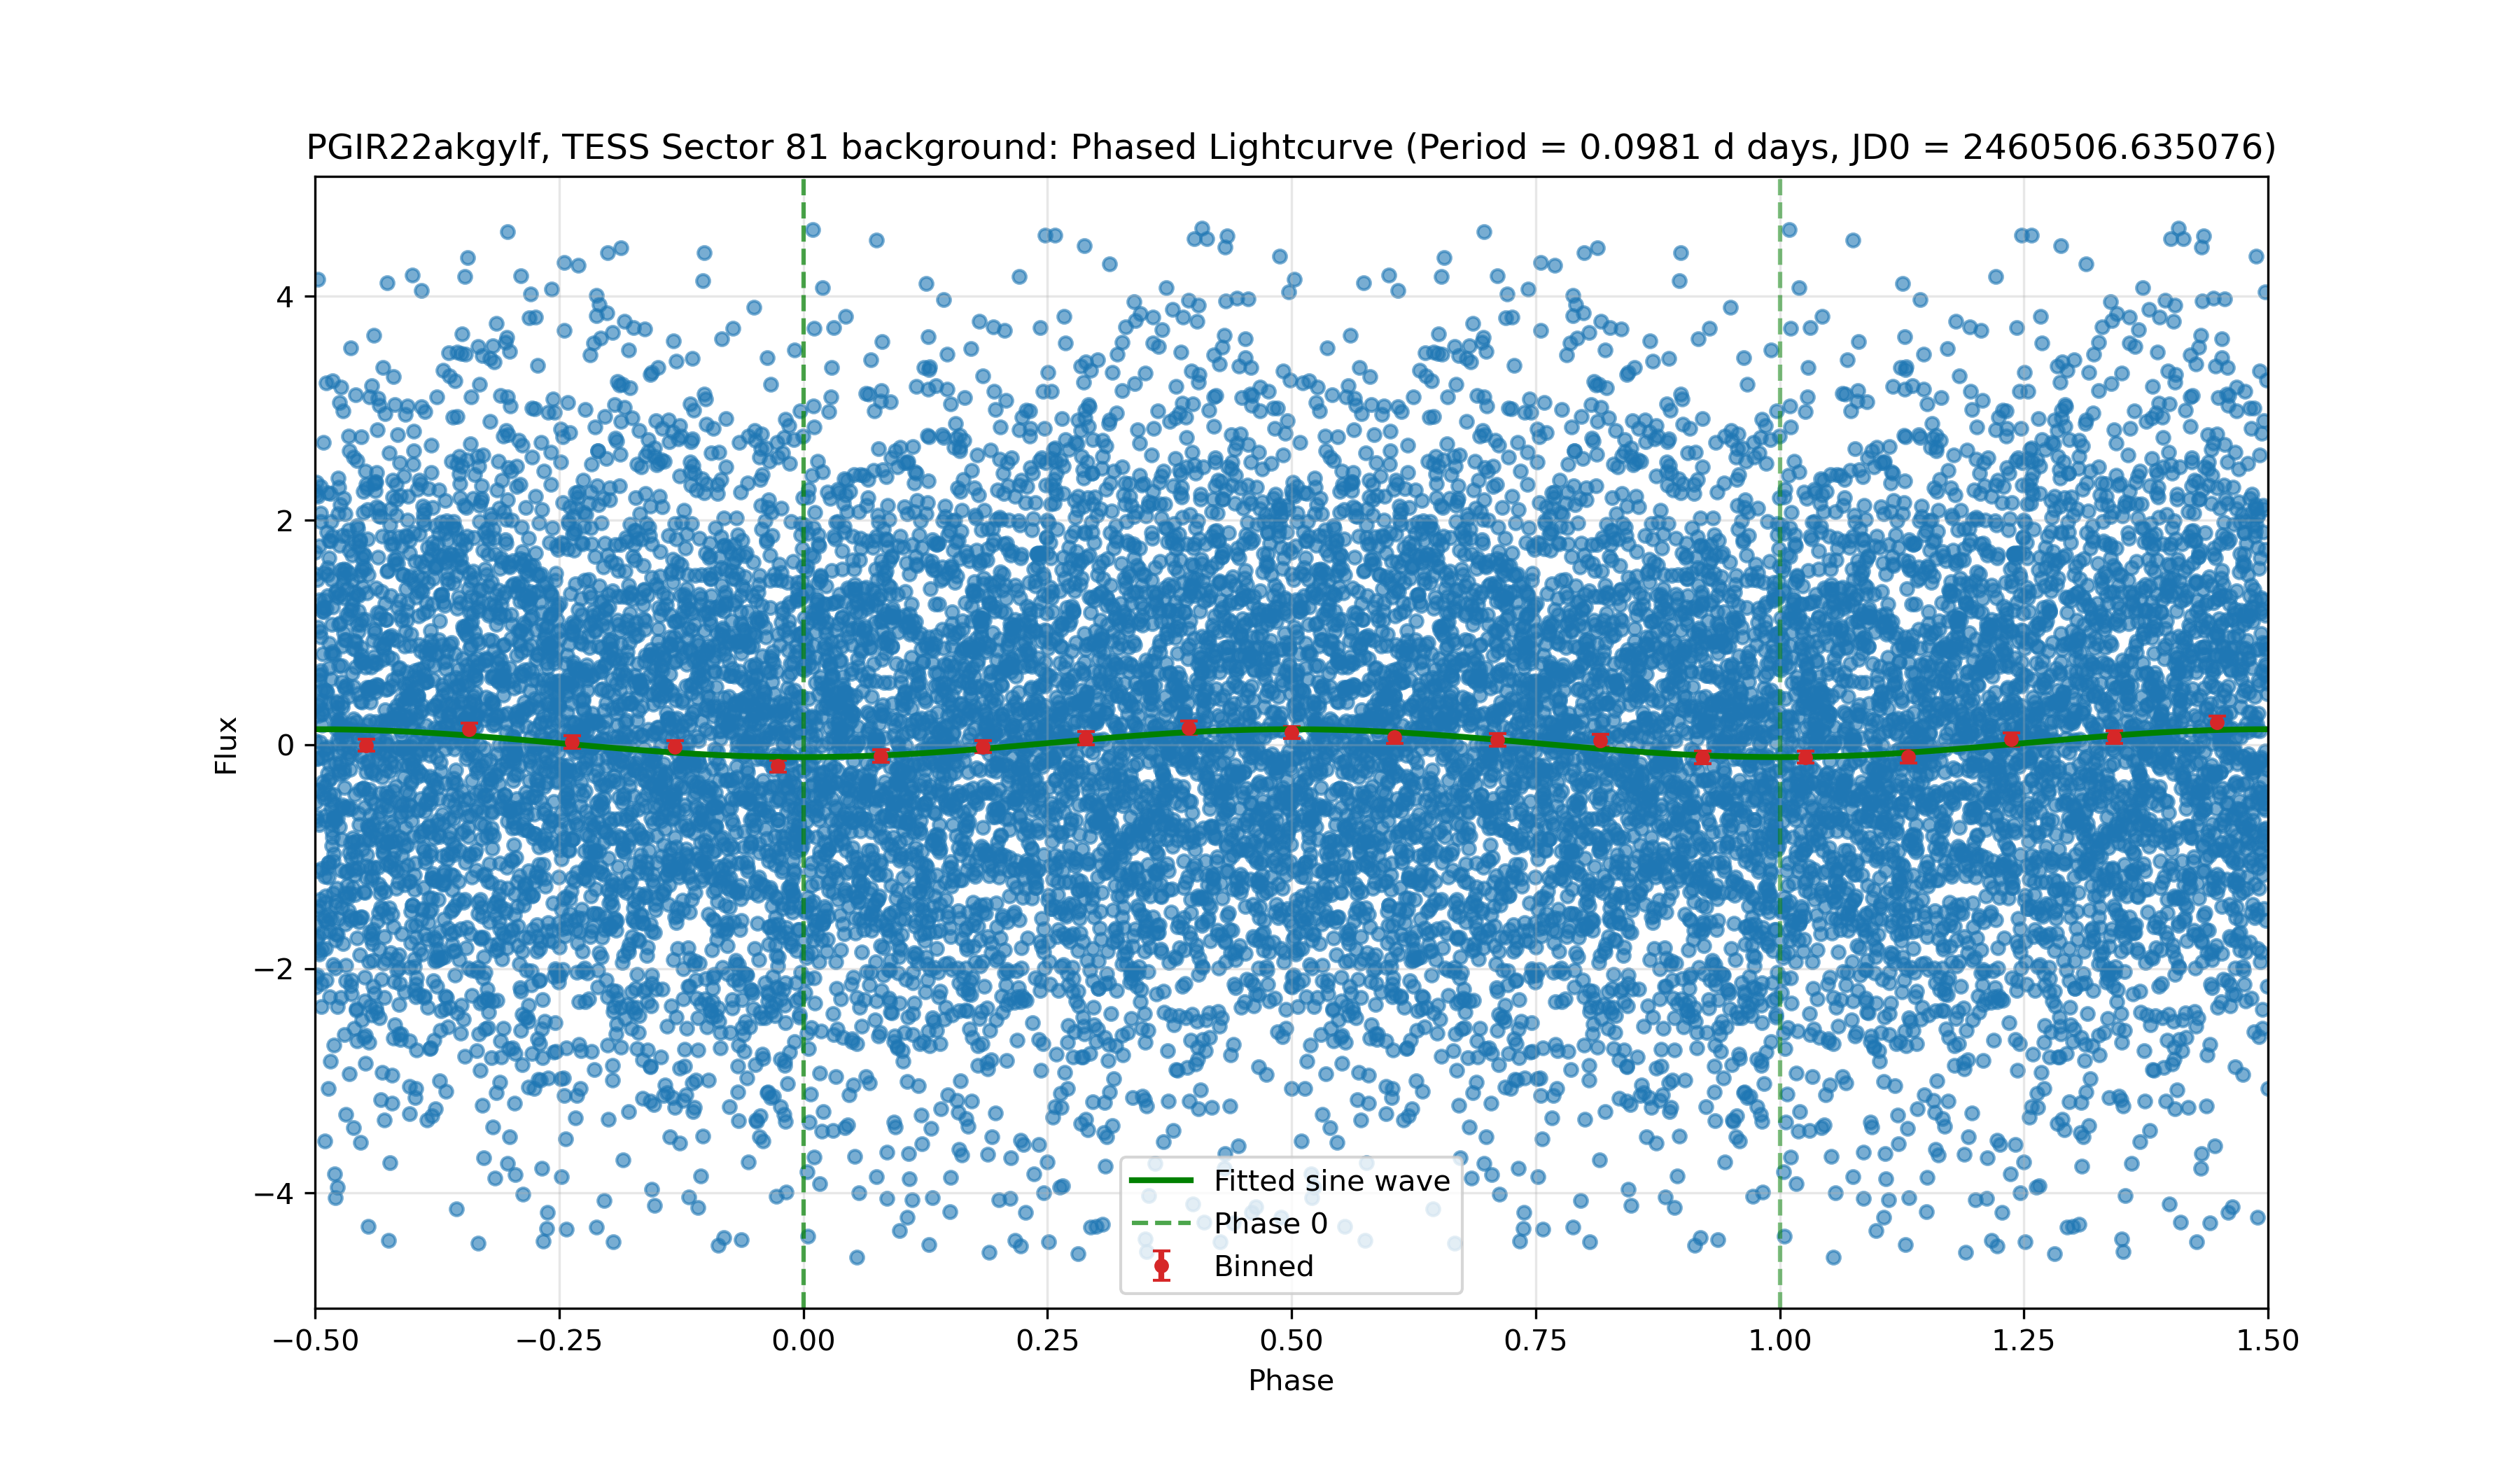 PGIR22akgylf, TESS Sector 81 background: Phased Lightcurve (Period = 0.0981 d days, JD0 = 2460506.635076)
Flux
4
2
0
−2
−4
Fitted sine wave
Phase 0
Binned
−0.50
−0.25
0.00
0.25
0.50
0.75
1.00
1.25
1.50
Phase